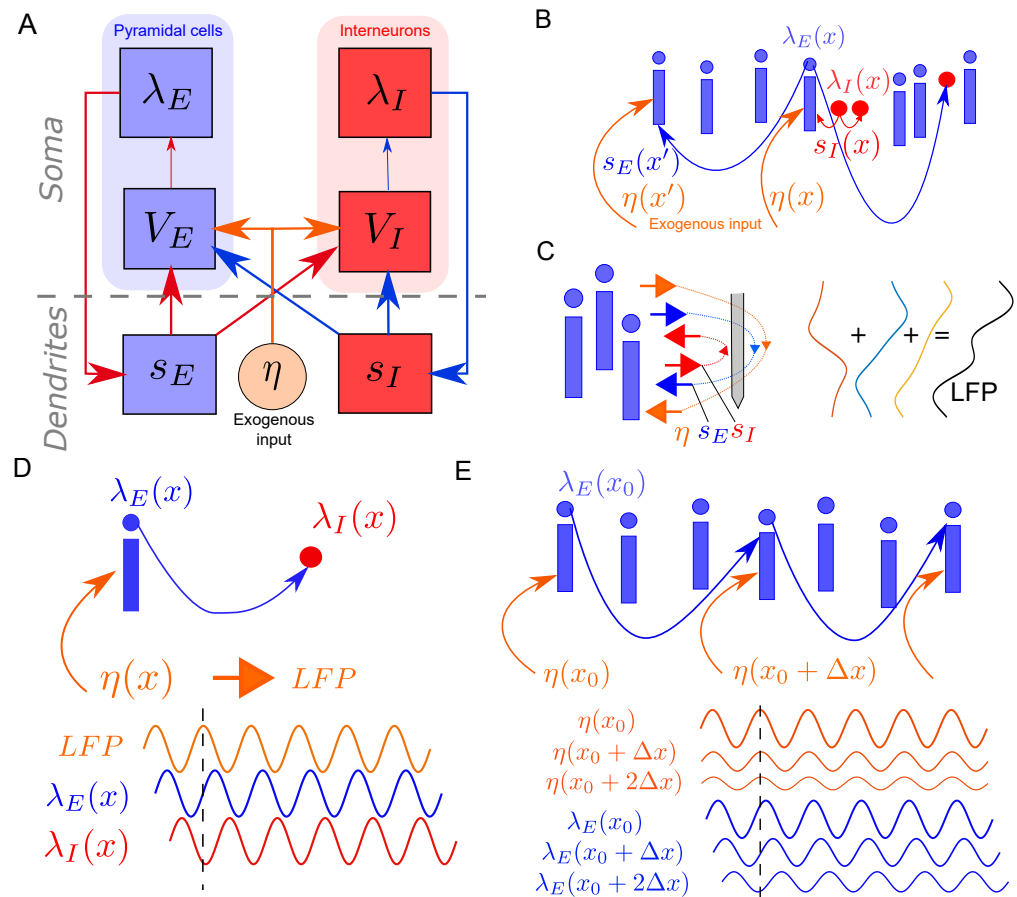 A
Pyramidal cells
Interneurons
λ_E
λ_I
Soma
V_E
V_I
Dendrites
s_E
η
s_I
Exogenous
input
B
λ_E(x)
λ_I(x)
s_E(x′)
s_I(x)
η(x′)
η(x)
Exogenous input
C
+
+
=
LFP
η
s_E
s_I
D
λ_E(x)
λ_I(x)
η(x)
LFP
LFP
λ_E(x)
λ_I(x)
E
λ_E(x_0)
η(x_0)
η(x_0 + Δx)
η(x_0)
η(x_0 + Δx)
η(x_0 + 2Δx)
λ_E(x_0)
λ_E(x_0 + Δx)
λ_E(x_0 + 2Δx)